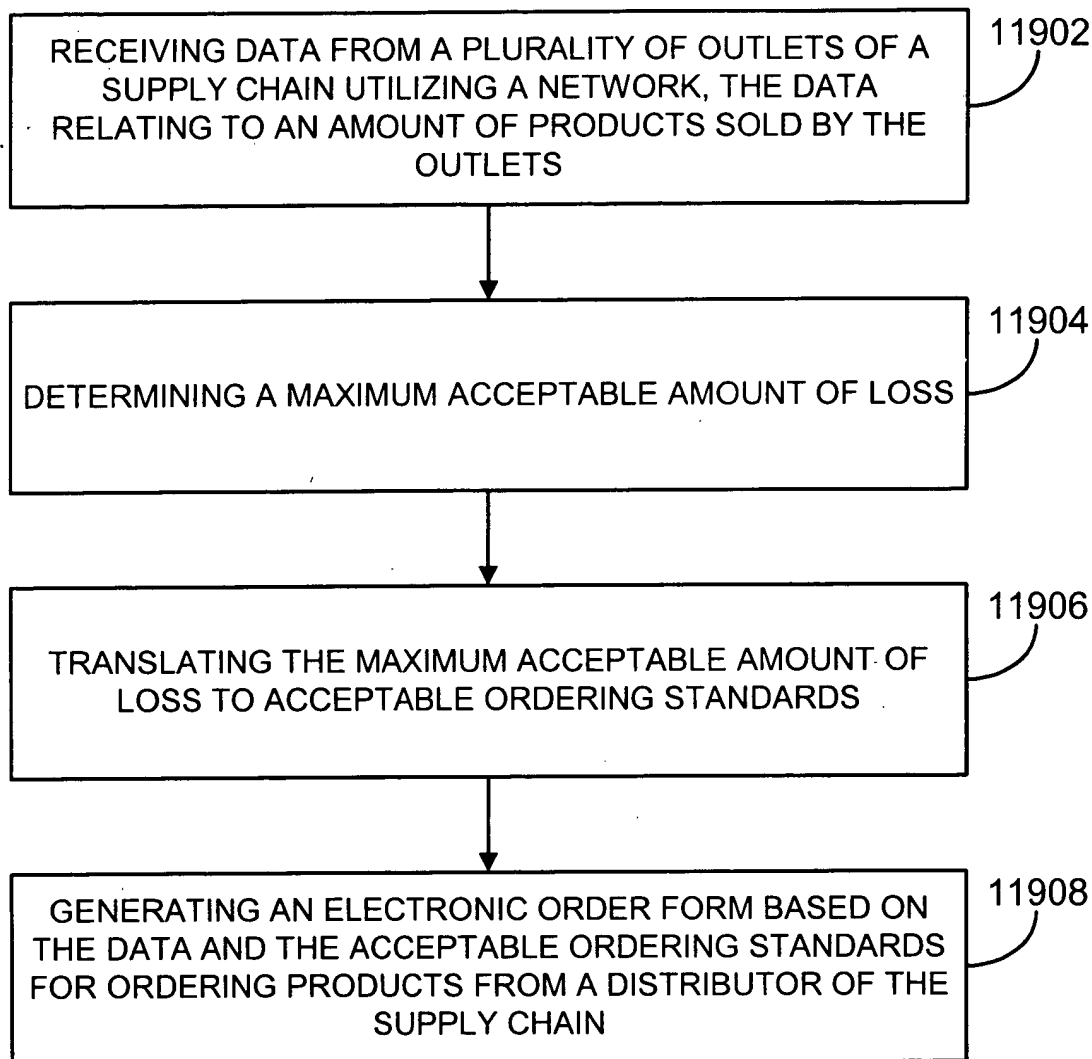 RECEIVING DATA FROM A PLURALITY OF OUTLETS OF A
SUPPLY CHAIN UTILIZING A NETWORK, THE DATA
RELATING TO AN AMOUNT OF PRODUCTS SOLD BY THE
OUTLETS
11902
DETERMINING A MAXIMUM ACCEPTABLE AMOUNT OF LOSS
11904
TRANSLATING THE MAXIMUM ACCEPTABLE AMOUNT OF
LOSS TO ACCEPTABLE ORDERING STANDARDS
11906
GENERATING AN ELECTRONIC ORDER FORM BASED ON
THE DATA AND THE ACCEPTABLE ORDERING STANDARDS
FOR ORDERING PRODUCTS FROM A DISTRIBUTOR OF THE
SUPPLY CHAIN
11908